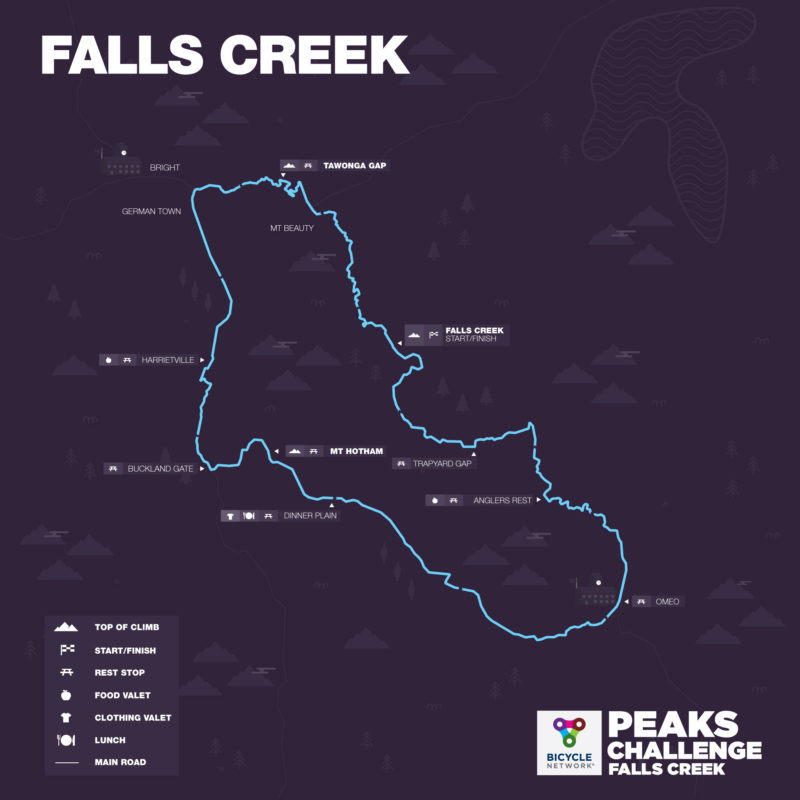 FALLS CREEK
BRIGHT
TAWONGA GAP
GERMAN TOWN
MT BEAUTY
FALLS CREEK
START/FINISH
HARRIETVILLE
MT HOTHAM
TRAPYARD GAP
BUCKLAND GATE
ANGLERS REST
DINNER PLAIN
OMEO
TOP OF CLIMB
START/FINISH
REST STOP
FOOD VALET
CLOTHING VALET
LUNCH
MAIN ROAD
BICYCLE
NETWORK®
PEAKS
CHALLENGE
FALLS CREEK